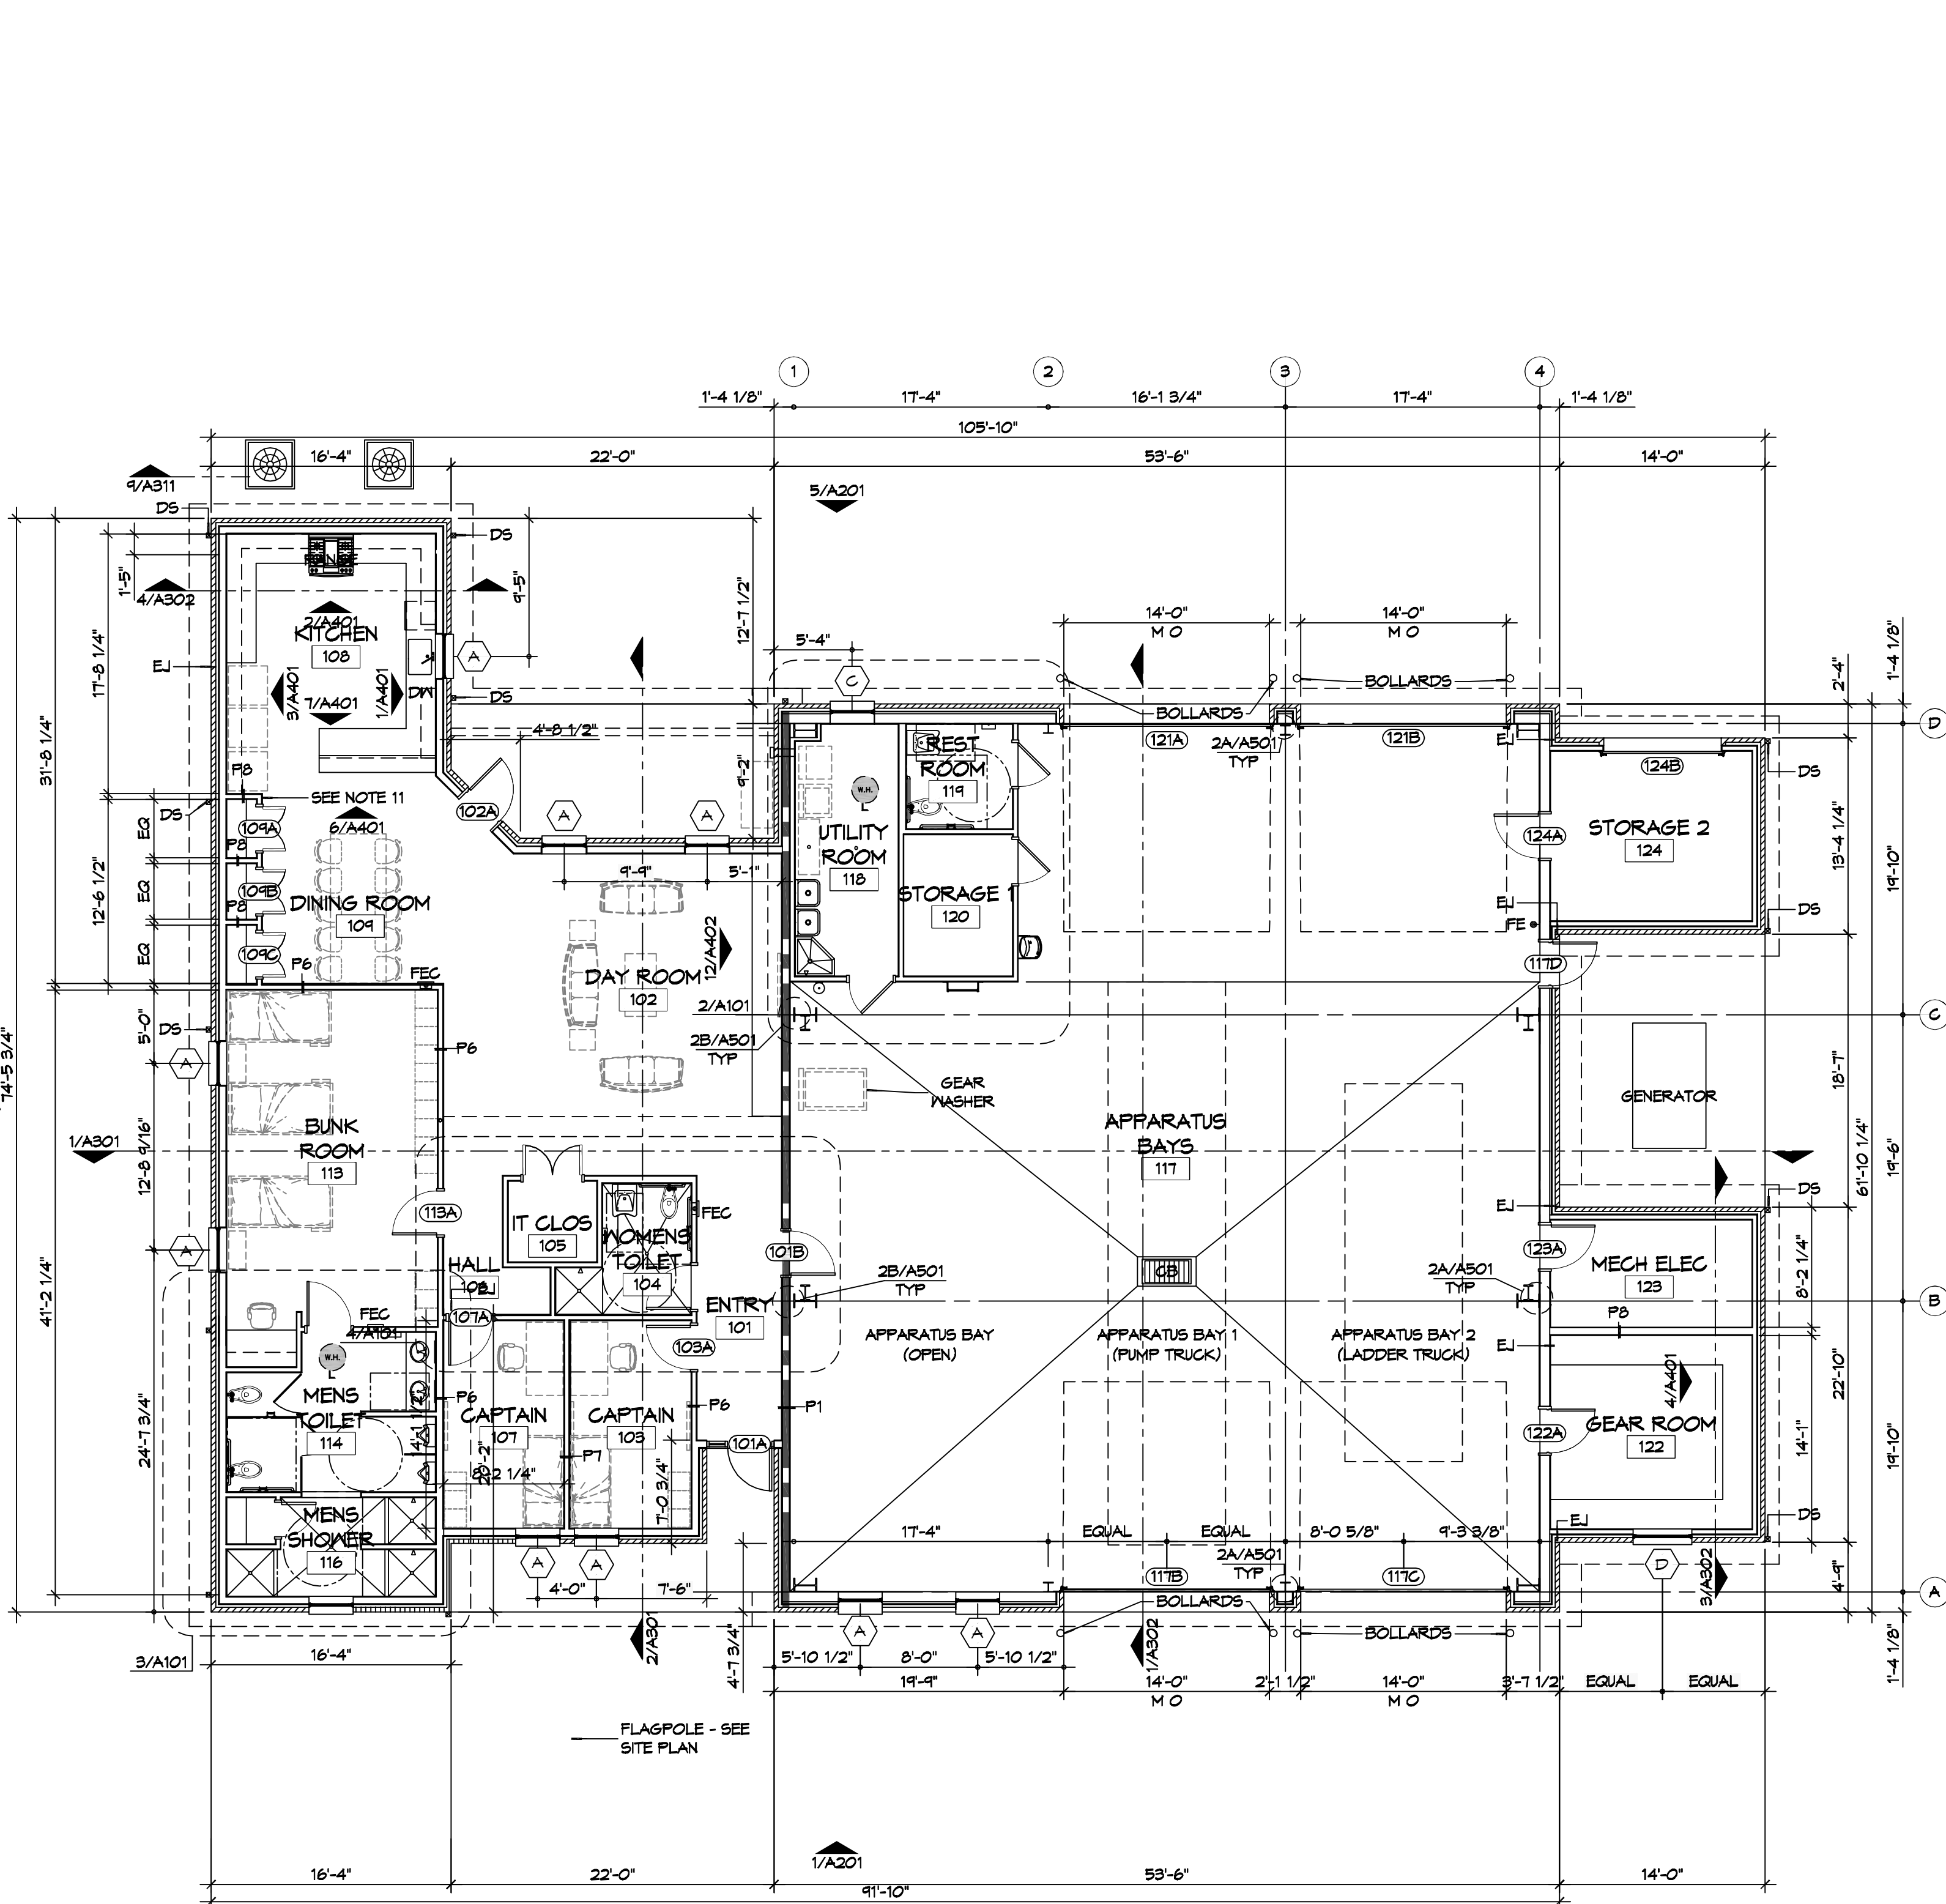 1
2
3
4
1'-4 1/8"
17'-4"
16'-1 3/4"
17'-4"
1'-4 1/8"
105'-10"
16'-4"
22'-0"
53'-6"
14'-0"
9/A311
5/A201
DS
DS
1'-5"
4/A302
9'-5"
12'-7 1/2"
14'-0"
M O
14'-0"
M O
2/A401
KITCHEN
108
A
5'-4"
C
EJ
17'-8 1/4"
3/A401
1/A401
7/A401
DS
BOLLARDS
BOLLARDS
2'-4"
1'-4 1/8"
D
31'-8 1/4"
4'-8 1/2"
9'-2"
REST
ROOM
119
121A
2A/A501
TYP
121B
EJ
124B
DS
P8
SEE NOTE 11
102A
W.H.
DS
6/A401
109A
A
A
UTILITY
ROOM
118
124A
STORAGE 2
124
13'-4 1/4"
19'-10"
EQ
P8
EQ
109B
9'-9"
5'-1"
STORAGE 1
120
12'-6 1/2"
P8
DINING ROOM
109
EJ
FE
DS
EQ
109C
P6
FEC
12/A402
DAY ROOM
102
117D
2/A101
C
DS
5'-0"
74'-5 3/4"
A
P6
2B/A501
TYP
GEAR
WASHER
GENERATOR
18'-7"
BUNK
ROOM
113
APPARATUS
BAYS
117
1/A301
12'-8 9/16"
19'-6"
61'-10 1/4"
113A
IT CLOS
105
WOMENS
TOILET
104
FEC
EJ
DS
A
HALL
101B
CB
2B/A501
TYP
2A/A501
TYP
123A
MECH ELEC
123
8'-2 1/4"
41'-2 1/4"
107A
ENTRY
101
B
FEC
4/A101
P8
W.H.
103A
APPARATUS BAY
(OPEN)
APPARATUS BAY 1
(PUMP TRUCK)
APPARATUS BAY 2
(LADDER TRUCK)
EJ
4/A401
MENS
TOILET
114
P6
P6
P1
CAPTAIN
107
CAPTAIN
103
101A
122A
GEAR ROOM
122
22'-10"
14'-1"
19'-10"
24'-7 3/4"
14'-1 1/2"
20'-2"
8'-2 1/4"
P7
7'-0 3/4"
MENS
SHOWER
116
17'-4"
EQUAL
EQUAL
8'-0 5/8"
9'-3 3/8"
EJ
DS
2A/A501
TYP
A
A
4'-0"
7'-6"
117B
117C
D
3/A302
4'-9"
A
BOLLARDS
BOLLARDS
3/A101
16'-4"
2/A301
4'-7 3/4"
A
A
1/A302
1'-4 1/8"
5'-10 1/2"
8'-0"
5'-10 1/2"
19'-9"
14'-0"
M O
2'-1 1/2"
14'-0"
M O
3'-7 1/2"
EQUAL
EQUAL
FLAGPOLE - SEE
SITE PLAN
1/A201
16'-4"
22'-0"
53'-6"
14'-0"
91'-10"